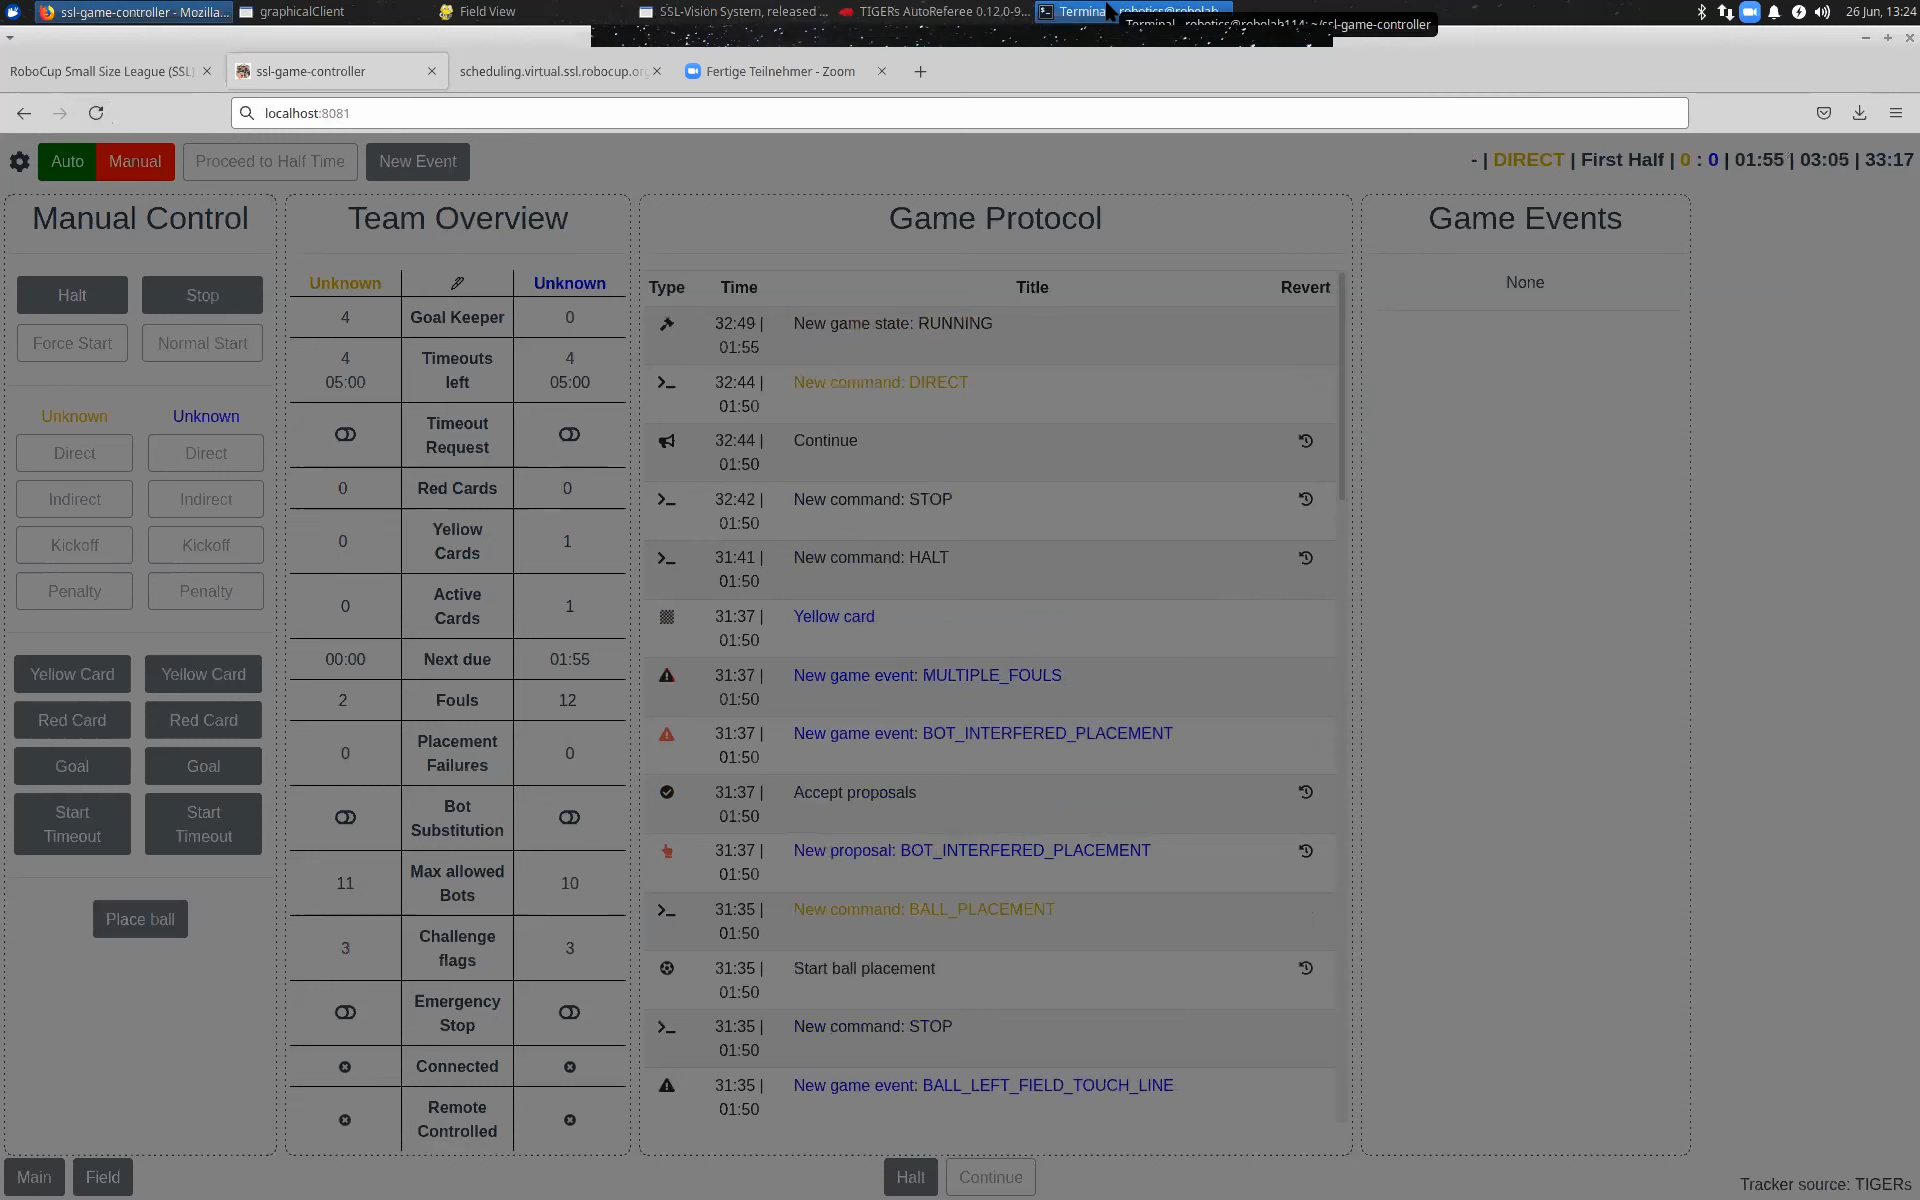 ssl-game-controller - Mozilla...
graphicalClient
Field View
SSL-Vision System, released ...
TIGERs AutoReferee 0.12.0-9...
26 Jun, 13:24
Terminal - robotics@robolab114: ~/ssl-game-controller
RoboCup Small Size League (SSL)
ssl-game-controller
scheduling.virtual.ssl.robocup.or
Fertige Teilnehmer - Zoom
localhost:8081
Auto
Manual
Proceed to Half Time
New Event
- | DIRECT | First Half | 0 : 0 | 01:55 | 03:05 | 33:17
Manual Control
Halt
Stop
Force Start
Normal Start
Unknown
Unknown
Direct
Direct
Indirect
Indirect
Kickoff
Kickoff
Penalty
Penalty
Yellow Card
Yellow Card
Red Card
Red Card
Goal
Goal
Start
Timeout
Start
Timeout
Place ball
Team Overview
Unknown
Unknown
4
Goal Keeper
0
4
05:00
Timeouts
left
4
05:00
Timeout
Request
0
Red Cards
0
0
Yellow
Cards
1
0
Active
Cards
1
00:00
Next due
01:55
2
Fouls
12
0
Placement
Failures
0
Bot
Substitution
11
Max allowed
Bots
10
3
Challenge
flags
3
Emergency
Stop
Connected
Remote
Controlled
Game Protocol
Type
Time
Title
Revert
32:49 |
01:55
New game state: RUNNING
32:44 |
01:50
New command: DIRECT
32:44 |
01:50
Continue
32:42 |
01:50
New command: STOP
31:41 |
01:50
New command: HALT
31:37 |
01:50
Yellow card
31:37 |
01:50
New game event: MULTIPLE_FOULS
31:37 |
01:50
New game event: BOT_INTERFERED_PLACEMENT
31:37 |
01:50
Accept proposals
31:37 |
01:50
New proposal: BOT_INTERFERED_PLACEMENT
31:35 |
01:50
New command: BALL_PLACEMENT
31:35 |
01:50
Start ball placement
31:35 |
01:50
New command: STOP
31:35 |
01:50
New game event: BALL_LEFT_FIELD_TOUCH_LINE
Game Events
None
Main
Field
Halt
Continue
Tracker source: TIGERs